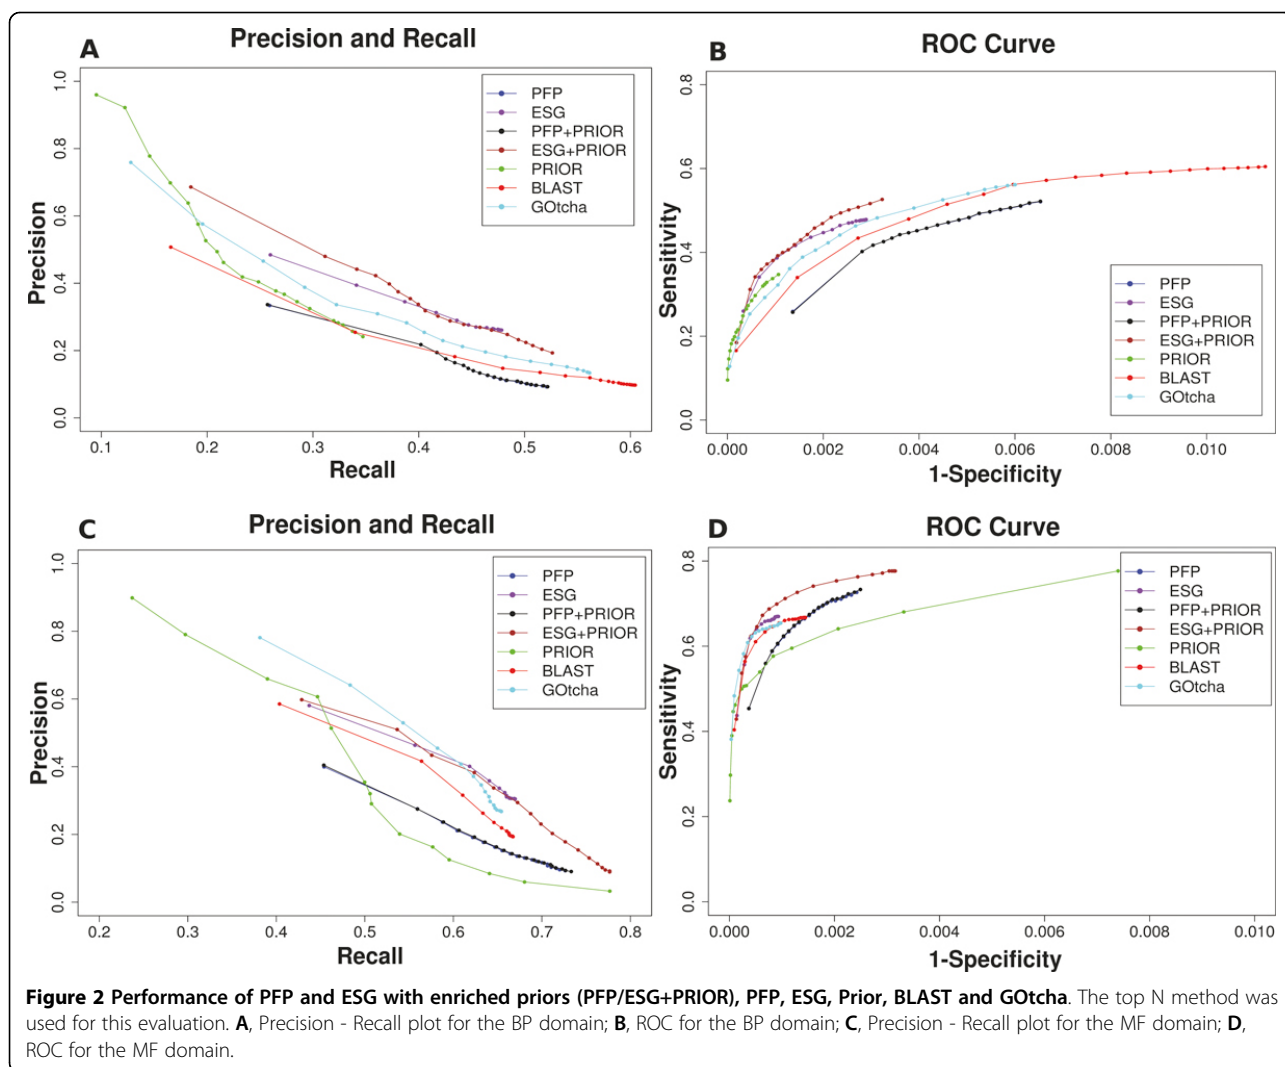 A
Precision and Recall
Precision
0.0
0.2
0.4
0.6
0.8
1.0
PFP
ESG
PFP+PRIOR
ESG+PRIOR
PRIOR
BLAST
GOtcha
0.1
0.2
0.3
0.4
0.5
0.6
Recall
B
ROC Curve
Sensitivity
0.0
0.2
0.4
0.6
0.8
PFP
ESG
PFP+PRIOR
ESG+PRIOR
PRIOR
BLAST
GOtcha
0.000
0.002
0.004
0.006
0.008
0.010
1-Specificity
C
Precision and Recall
Precision
0.0
0.2
0.4
0.6
0.8
1.0
PFP
ESG
PFP+PRIOR
ESG+PRIOR
PRIOR
BLAST
GOtcha
0.2
0.3
0.4
0.5
0.6
0.7
0.8
Recall
D
ROC Curve
Sensitivity
0.0
0.2
0.4
0.6
0.8
PFP
ESG
PFP+PRIOR
ESG+PRIOR
PRIOR
BLAST
GOtcha
0.000
0.002
0.004
0.006
0.008
0.010
1-Specificity
Figure 2 Performance of PFP and ESG with enriched priors (PFP/ESG+PRIOR), PFP, ESG, Prior, BLAST and GOtcha. The top N method was
used for this evaluation. A, Precision - Recall plot for the BP domain; B, ROC for the BP domain; C, Precision - Recall plot for the MF domain; D,
ROC for the MF domain.